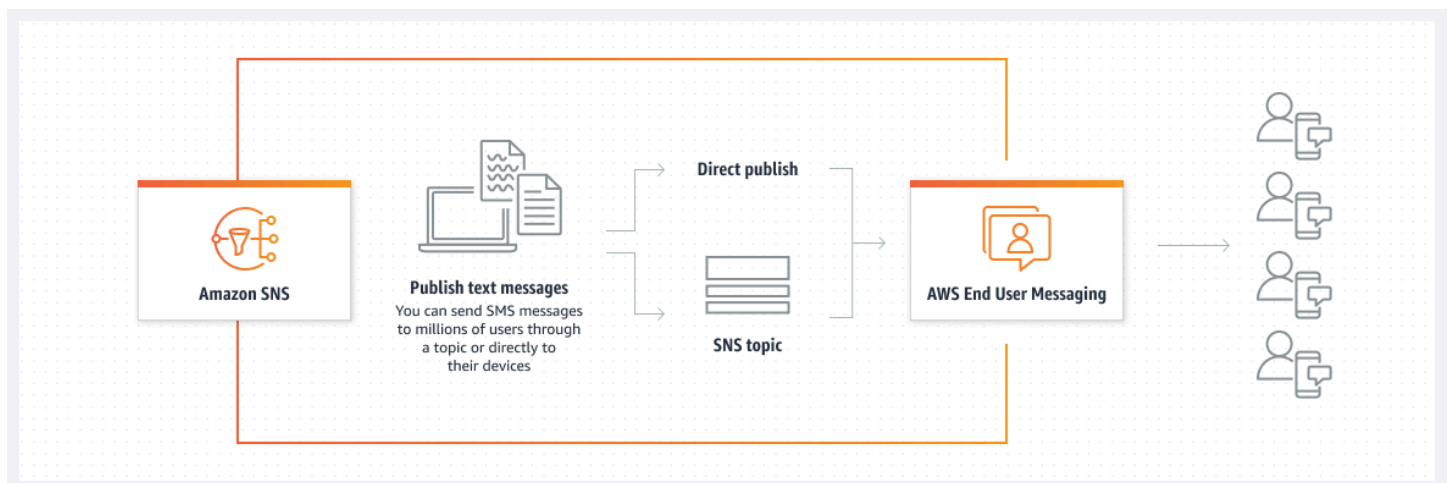 Amazon SNS
Publish text messages
You can send SMS messages
to millions of users through
a topic or directly to
their devices
Direct publish
SNS topic
AWS End User Messaging